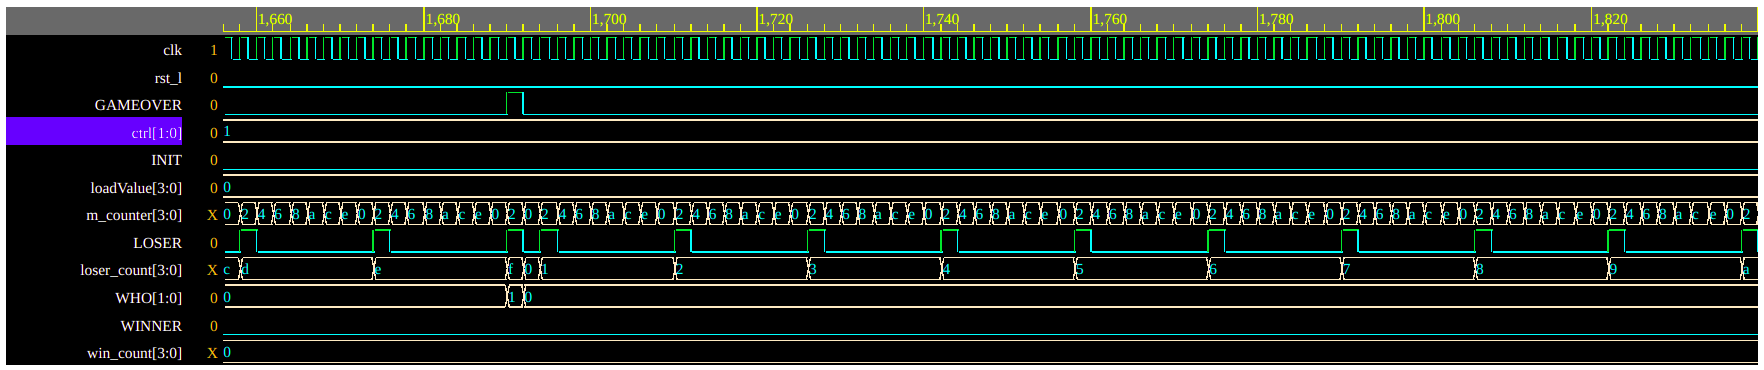 1,660 1,680 1,700 1,720 1,740 1,760 1,780 1,800 1,820
clk 1
rst_l 0
GAMEOVER 0
ctrl[1:0] 0 1
INIT 0
loadValue[3:0] 0 0
m_counter[3:0] X 0 2 4 6 8 a c e 0 2 4 6 8 a c e 0 2 0 2 4 6 8 a c e 0 2 4 6 8 a c e 0 2 4 6 8 a c e 0 2 4 6 8 a c e 0 2 4 6 8 a c e 0 2 4 6 8 a c e 0 2 4 6 8 a c e 0 2 4 6 8 a c e 0 2 4 6 8 a c e 0 2
LOSER 0
loser_count[3:0] X c d e f 0 1 2 3 4 5 6 7 8 9 a
WHO[1:0] 0 0 1 0
WINNER 0
win_count[3:0] X 0